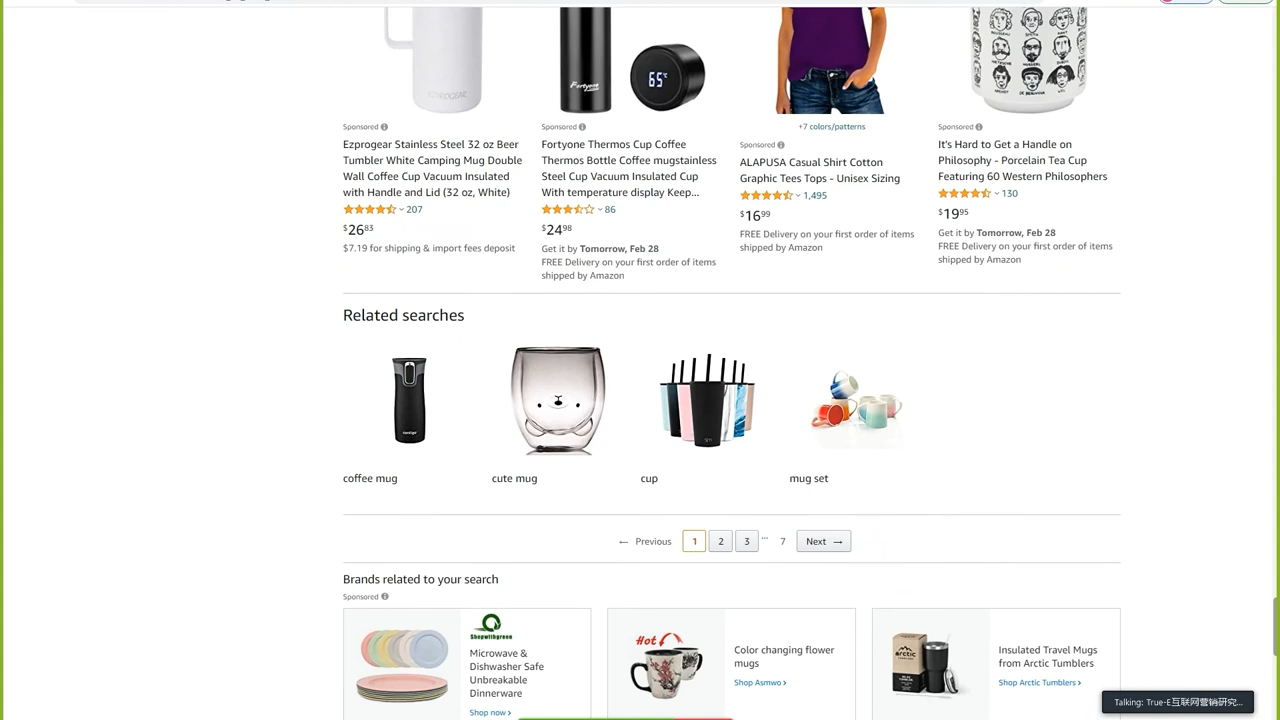 EZPROGEAR
Fortyone
65°C
ROUSSEAU
Sponsored
Ezprogear Stainless Steel 32 oz Beer
Tumbler White Camping Mug Double
Wall Coffee Cup Vacuum Insulated
with Handle and Lid (32 oz, White)
207
$26 83
$7.19 for shipping & import fees deposit
Sponsored
Fortyone Thermos Cup Coffee
Thermos Bottle Coffee mugstainless
Steel Cup Vacuum Insulated Cup
With temperature display Keep...
86
$24 98
Get it by Tomorrow, Feb 28
FREE Delivery on your first order of items
shipped by Amazon
+7 colors/patterns
Sponsored
ALAPUSA Casual Shirt Cotton
Graphic Tees Tops - Unisex Sizing
1,495
$16 99
FREE Delivery on your first order of items
shipped by Amazon
Sponsored
It's Hard to Get a Handle on
Philosophy - Porcelain Tea Cup
Featuring 60 Western Philosophers
130
$19 95
Get it by Tomorrow, Feb 28
FREE Delivery on your first order of items
shipped by Amazon
Related searches
coffee mug
cute mug
cup
mug set
← Previous 1 2 3 ... 7 Next →
Brands related to your search
Sponsored
Shopwithgreen
Microwave &
Dishwasher Safe
Unbreakable
Dinnerware
Shop now ›
Hot
Color changing flower
mugs
Shop Asmwo ›
arctic
Insulated Travel Mugs
from Arctic Tumblers
Shop Arctic Tumblers ›
Talking: True-E互联网营销研究...